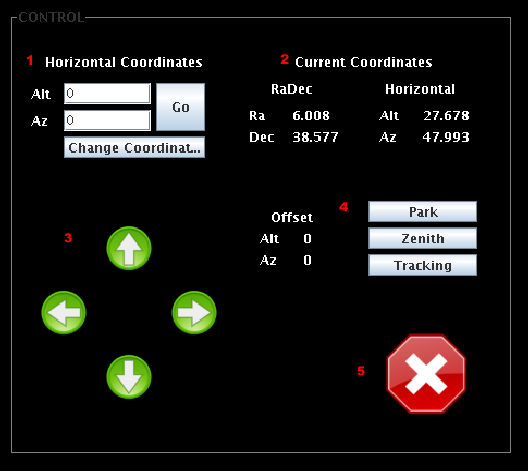 CONTROL
1 Horizontal Coordinates
Alt 0
Az 0
Go
Change Coordinat...
2 Current Coordinates
RaDec Horizontal
Ra 6.008 Alt 27.678
Dec 38.577 Az 47.993
3
Offset
Alt 0
Az 0
4
Park
Zenith
Tracking
5